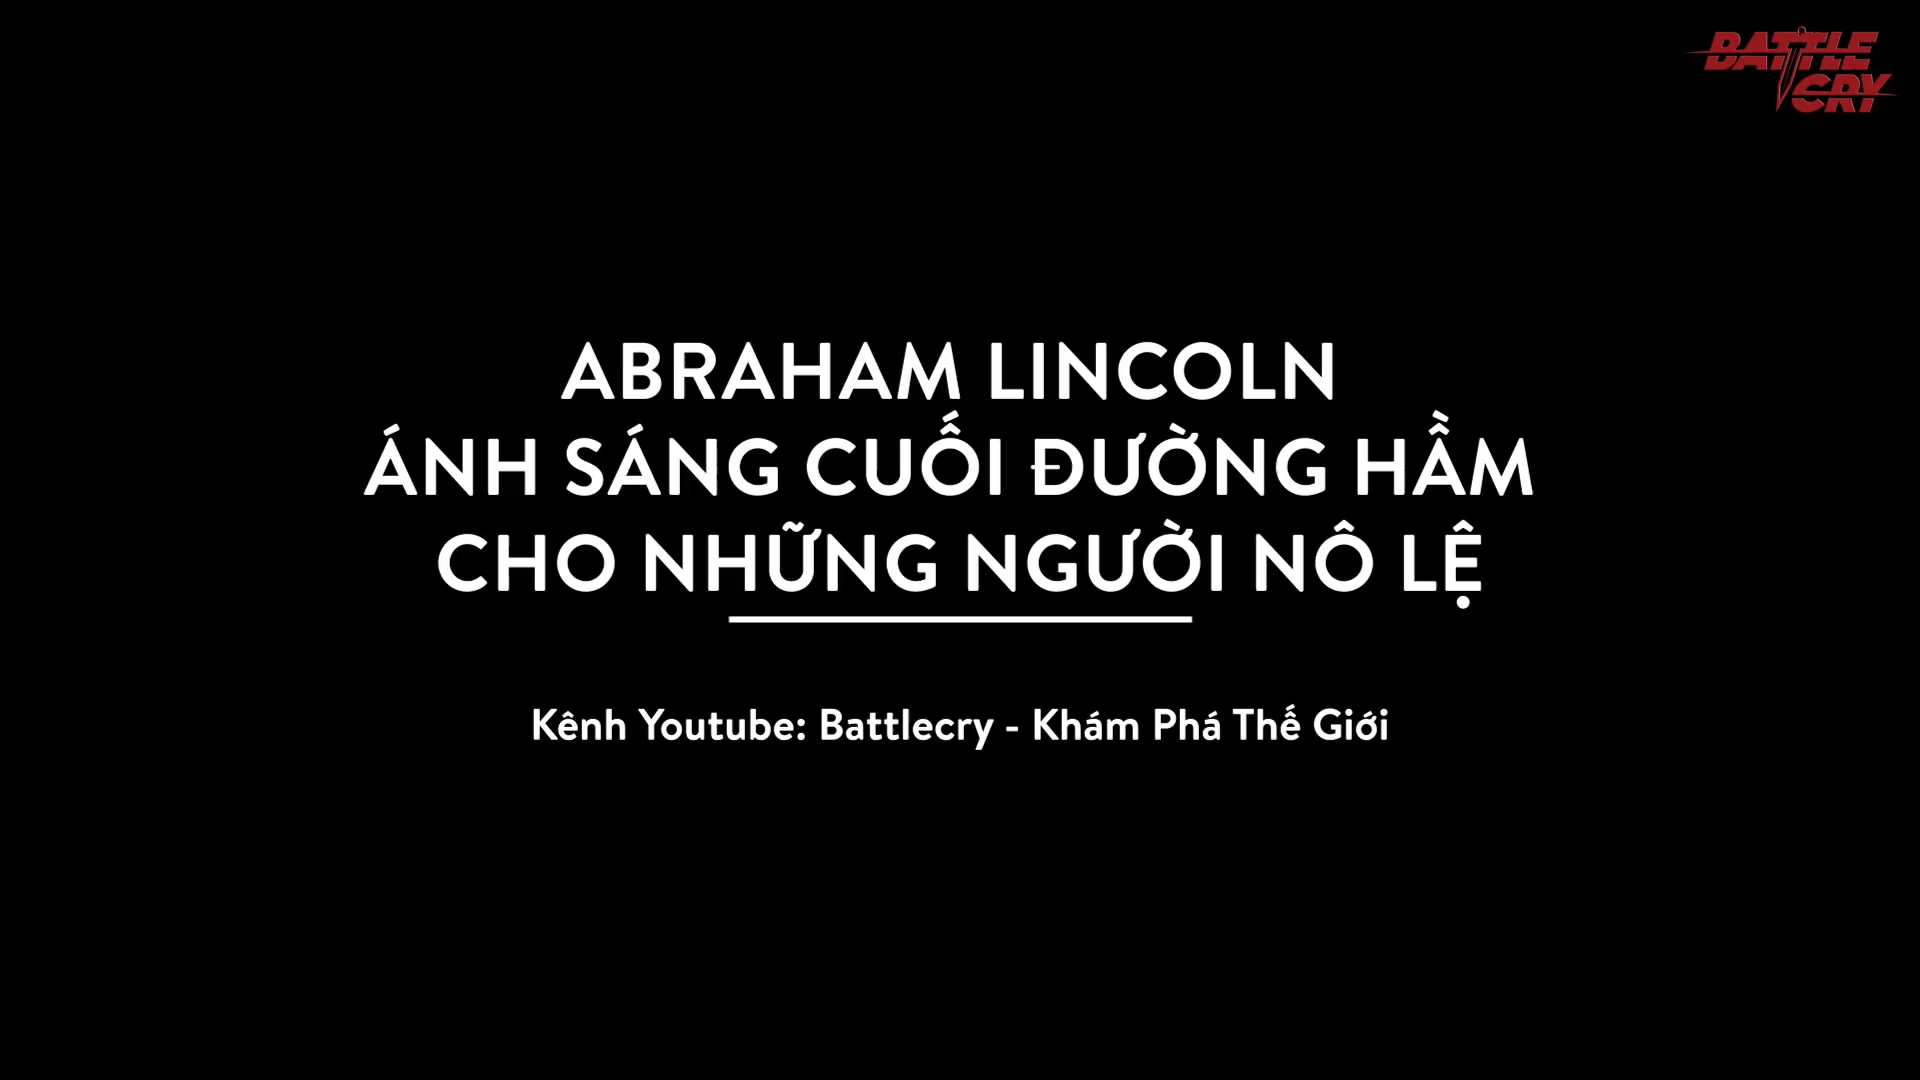 BATTLE
CRY
ABRAHAM LINCOLN
ÁNH SÁNG CUỐI ĐƯỜNG HẦM
CHO NHỮNG NGƯỜI NÔ LỆ
Kênh Youtube: Battlecry - Khám Phá Thế Giới